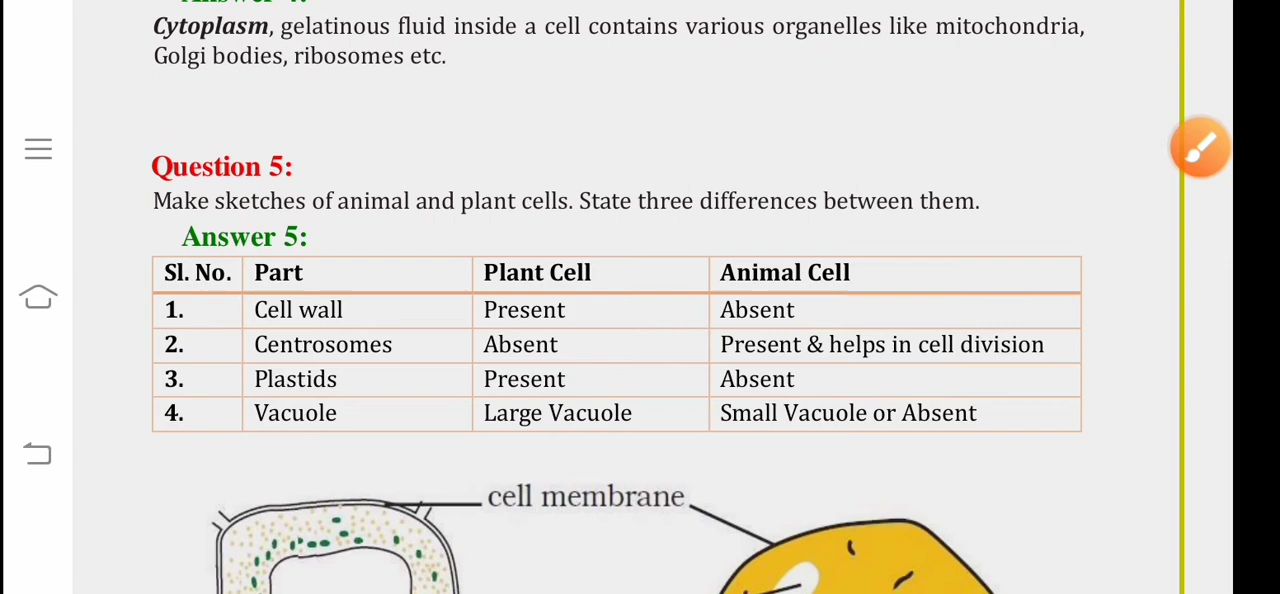 Answer 4:
Cytoplasm, gelatinous fluid inside a cell contains various organelles like mitochondria,
Golgi bodies, ribosomes etc.
Question 5:
Make sketches of animal and plant cells. State three differences between them.
Answer 5:
Sl. No. Part Plant Cell Animal Cell
1. Cell wall Present Absent
2. Centrosomes Absent Present & helps in cell division
3. Plastids Present Absent
4. Vacuole Large Vacuole Small Vacuole or Absent
cell membrane